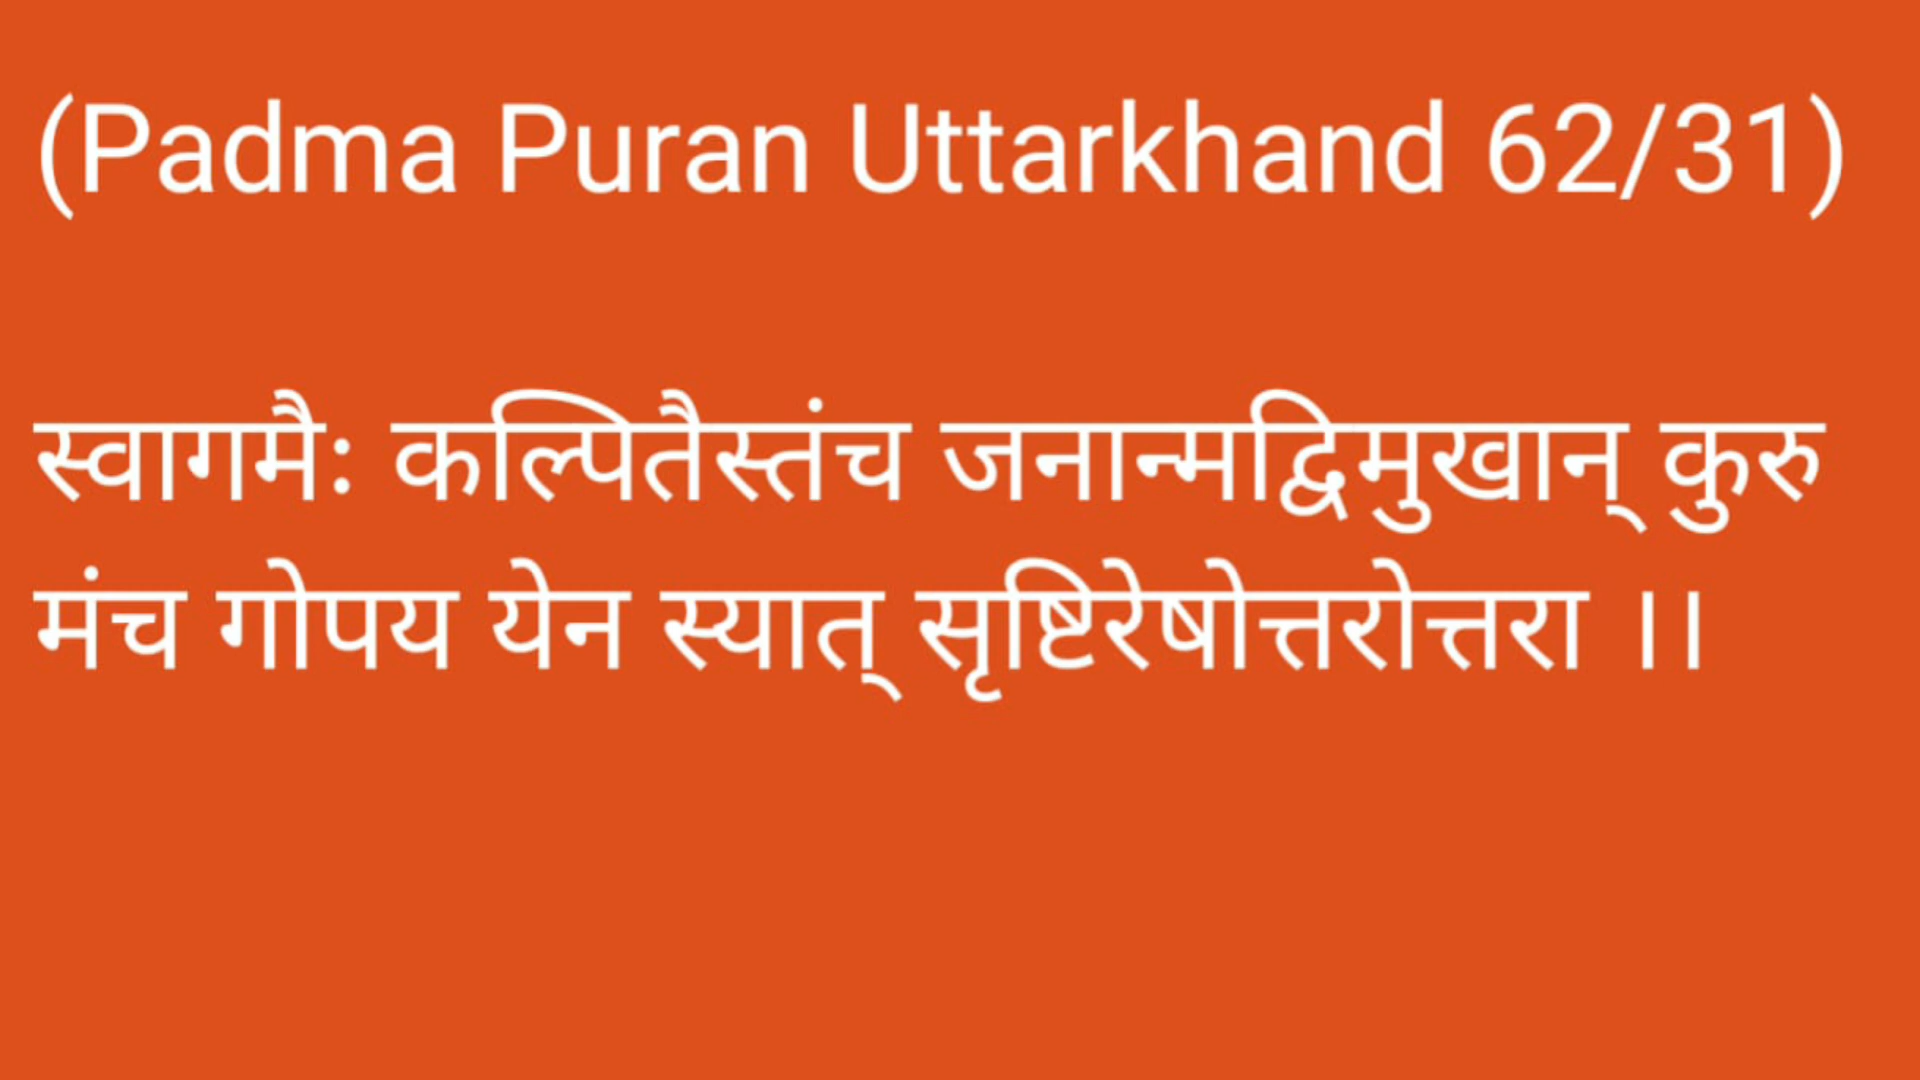 (Padma Puran Uttarkhand 62/31)
स्वागमैः कल्पितैस्तंच जनान्मद्विमुखान् कुरु
मंच गोपय येन स्यात् सृष्टिरेषोत्तरोत्तरा ।।